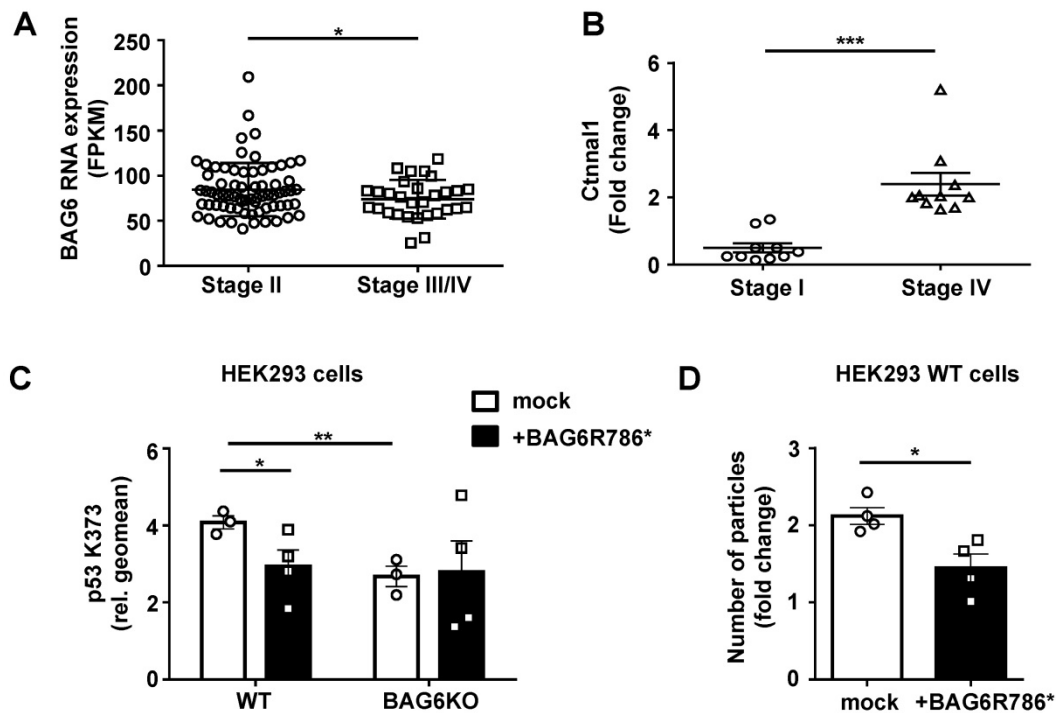 A
*
BAG6 RNA expression
(FPKM)
250
200
150
100
50
0
Stage II
Stage III/IV
B
***
Ctnnal1
(Fold change)
6
4
2
0
Stage I
Stage IV
C
HEK293 cells
mock
+BAG6R786*
**
*
p53 K373
(rel. geomean)
6
4
2
0
WT
BAG6KO
D
HEK293 WT cells
*
Number of particles
(fold change)
3
2
1
0
mock
+BAG6R786*